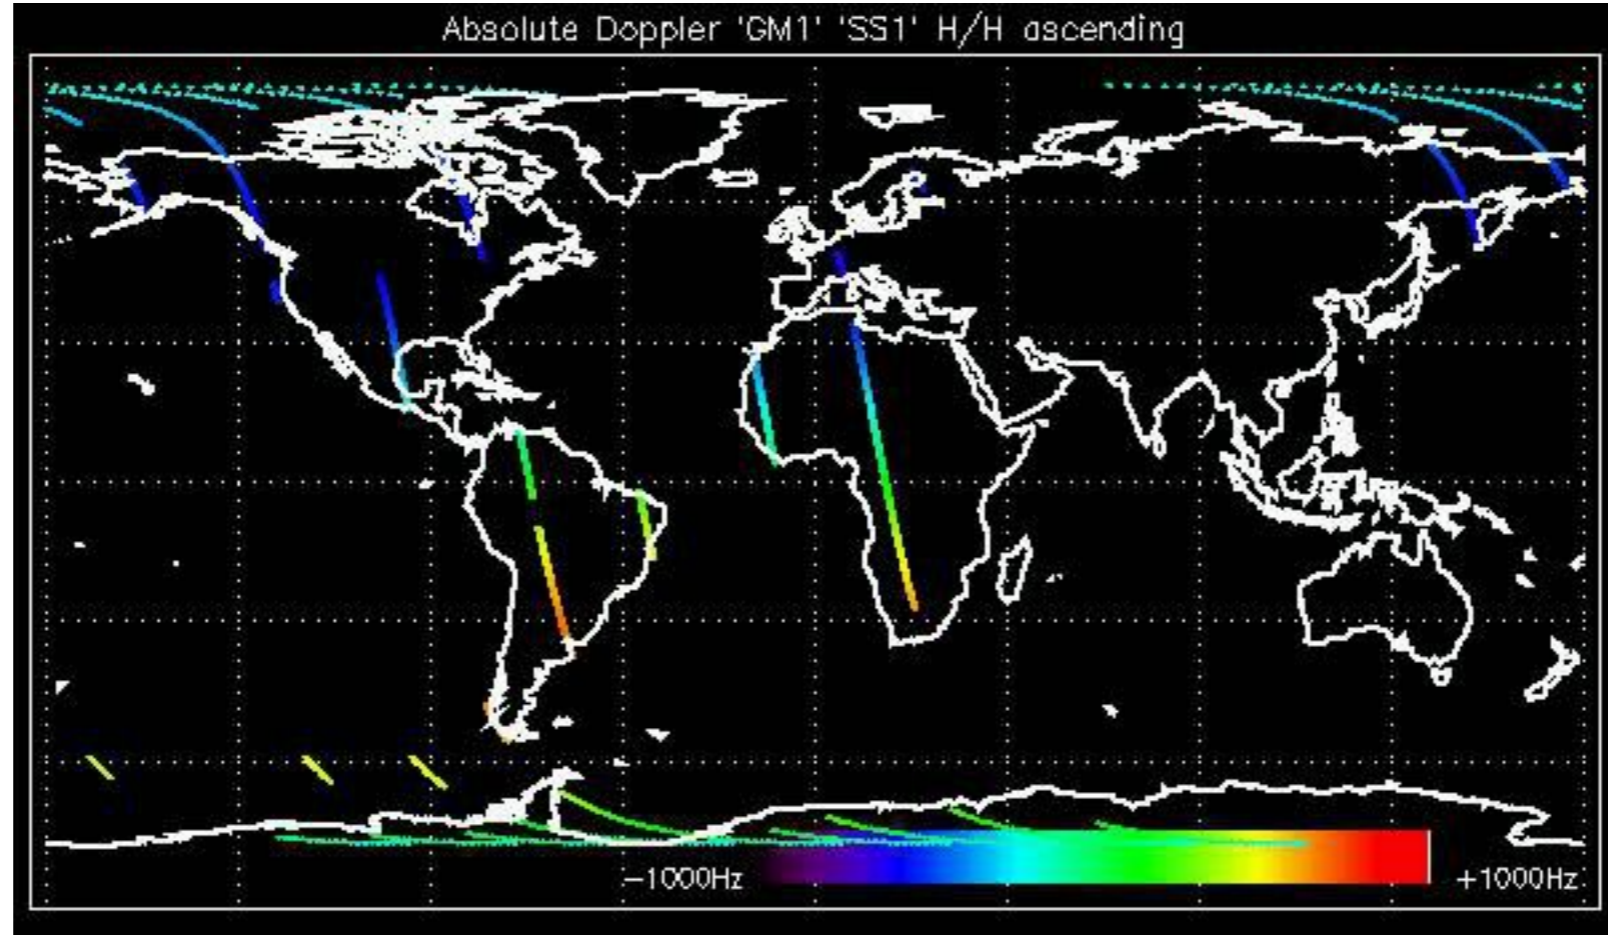 Absolute Doppler 'GM1' 'SS1' H/H ascending
-1000Hz +1000Hz